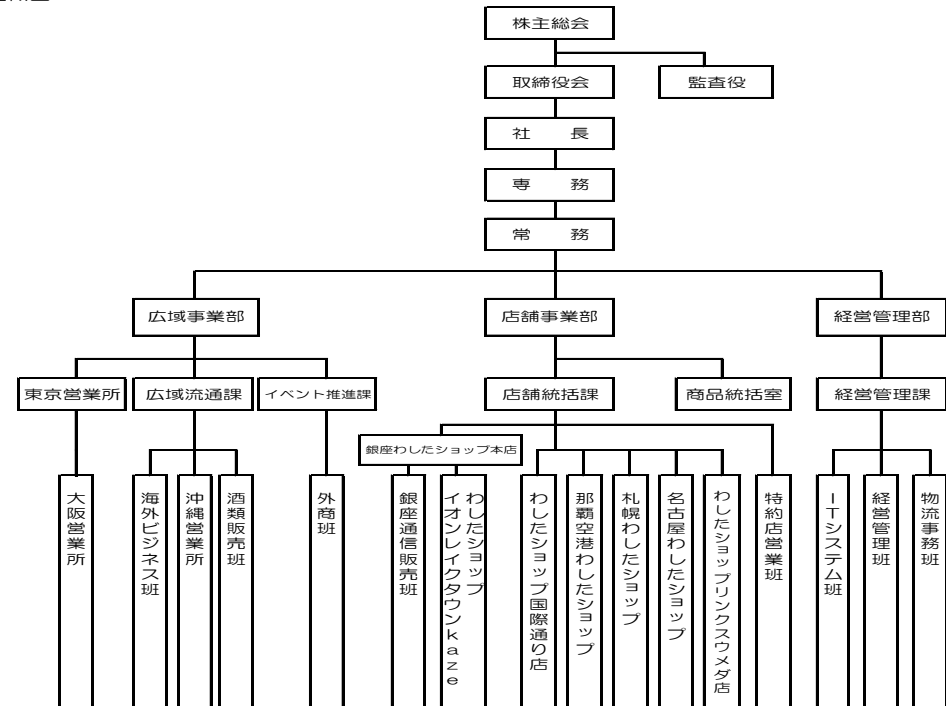 株主総会
取締役会
監査役
社　長
専　務
常　務
広域事業部
店舗事業部
経営管理部
東京営業所
広域流通課
イベント推進課
店舗統括課
商品統括室
経営管理課
銀座わしたショップ本店
大阪営業所
海外ビジネス班
沖縄営業所
酒類販売班
外商班
銀座通信販売班
わしたショップ
イオンレイクタウンkaze
わしたショップ国際通り店
那覇空港わしたショップ
札幌わしたショップ
名古屋わしたショップ
わしたショップリンクスウメダ店
特約店営業班
ITシステム班
経営管理班
物流事務班